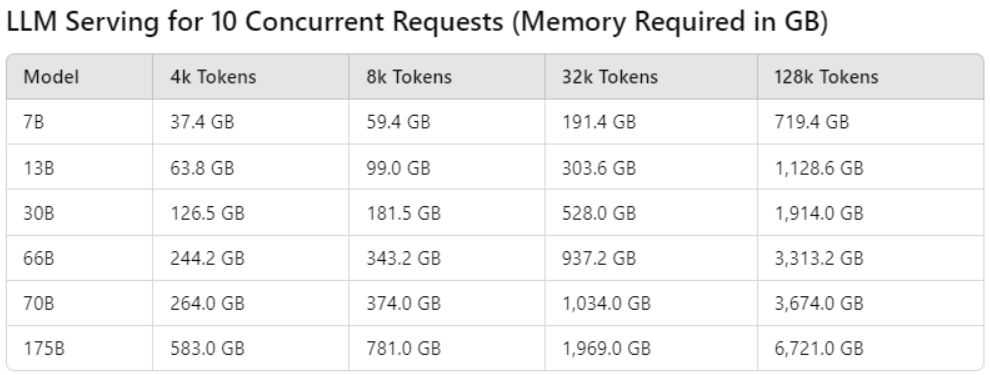 LLM Serving for 10 Concurrent Requests (Memory Required in GB)
Model 4k Tokens 8k Tokens 32k Tokens 128k Tokens
7B 37.4 GB 59.4 GB 191.4 GB 719.4 GB
13B 63.8 GB 99.0 GB 303.6 GB 1,128.6 GB
30B 126.5 GB 181.5 GB 528.0 GB 1,914.0 GB
66B 244.2 GB 343.2 GB 937.2 GB 3,313.2 GB
70B 264.0 GB 374.0 GB 1,034.0 GB 3,674.0 GB
175B 583.0 GB 781.0 GB 1,969.0 GB 6,721.0 GB